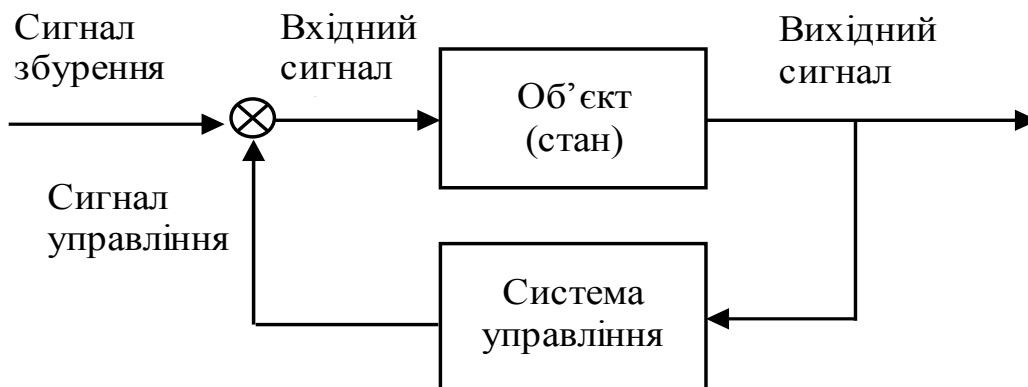 Сигнал
збурення
Вхідний
сигнал
Об’єкт
(стан)
Вихідний
сигнал
Сигнал
управління
Система
управління